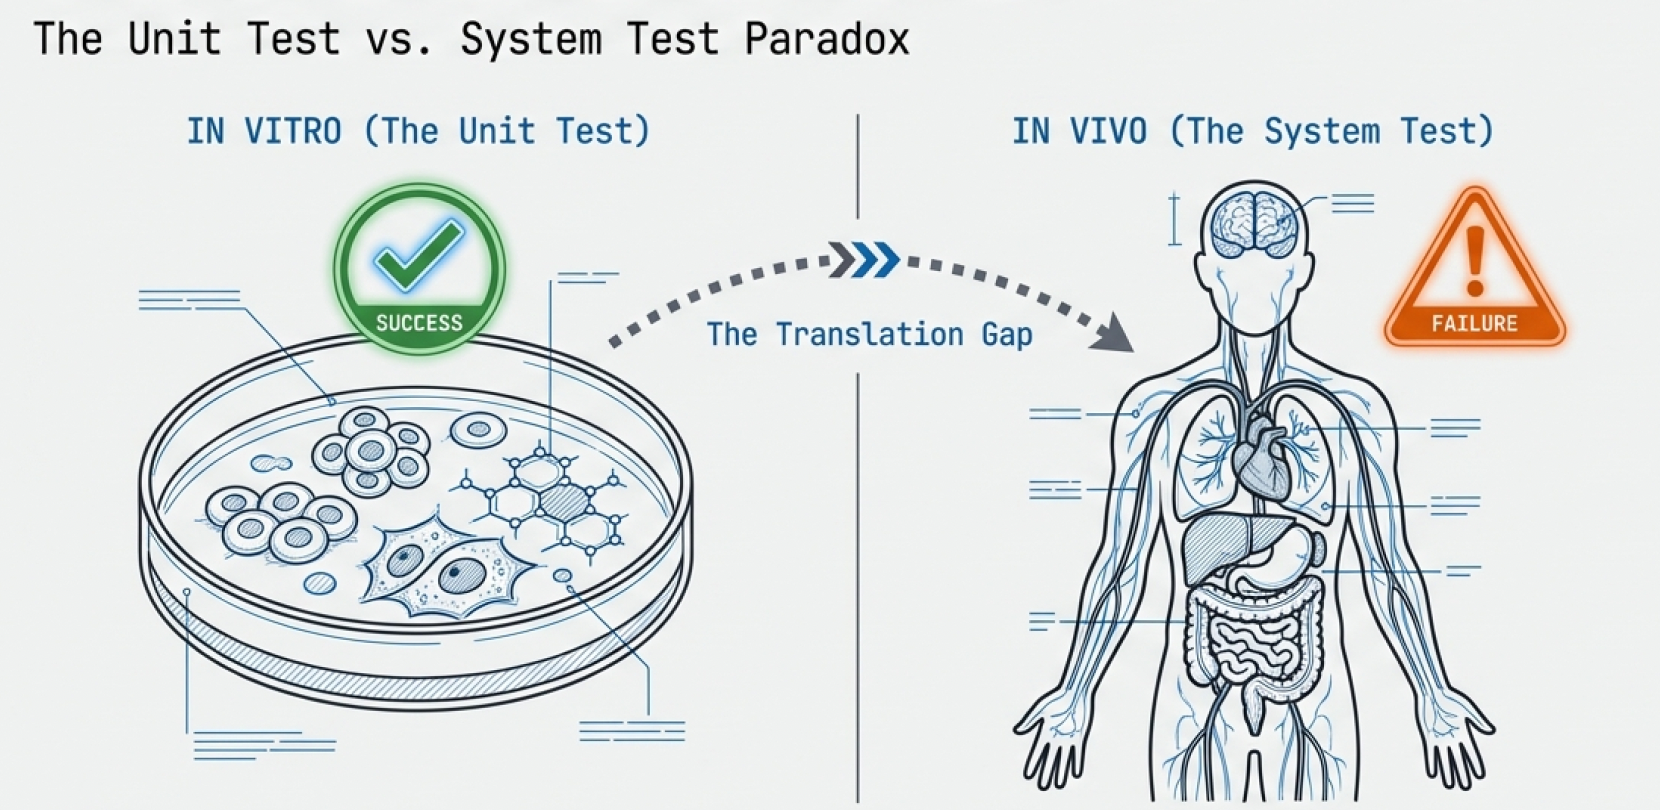 The Unit Test vs. System Test Paradox
IN VITRO (The Unit Test)
SUCCESS
The Translation Gap
IN VIVO (The System Test)
FAILURE